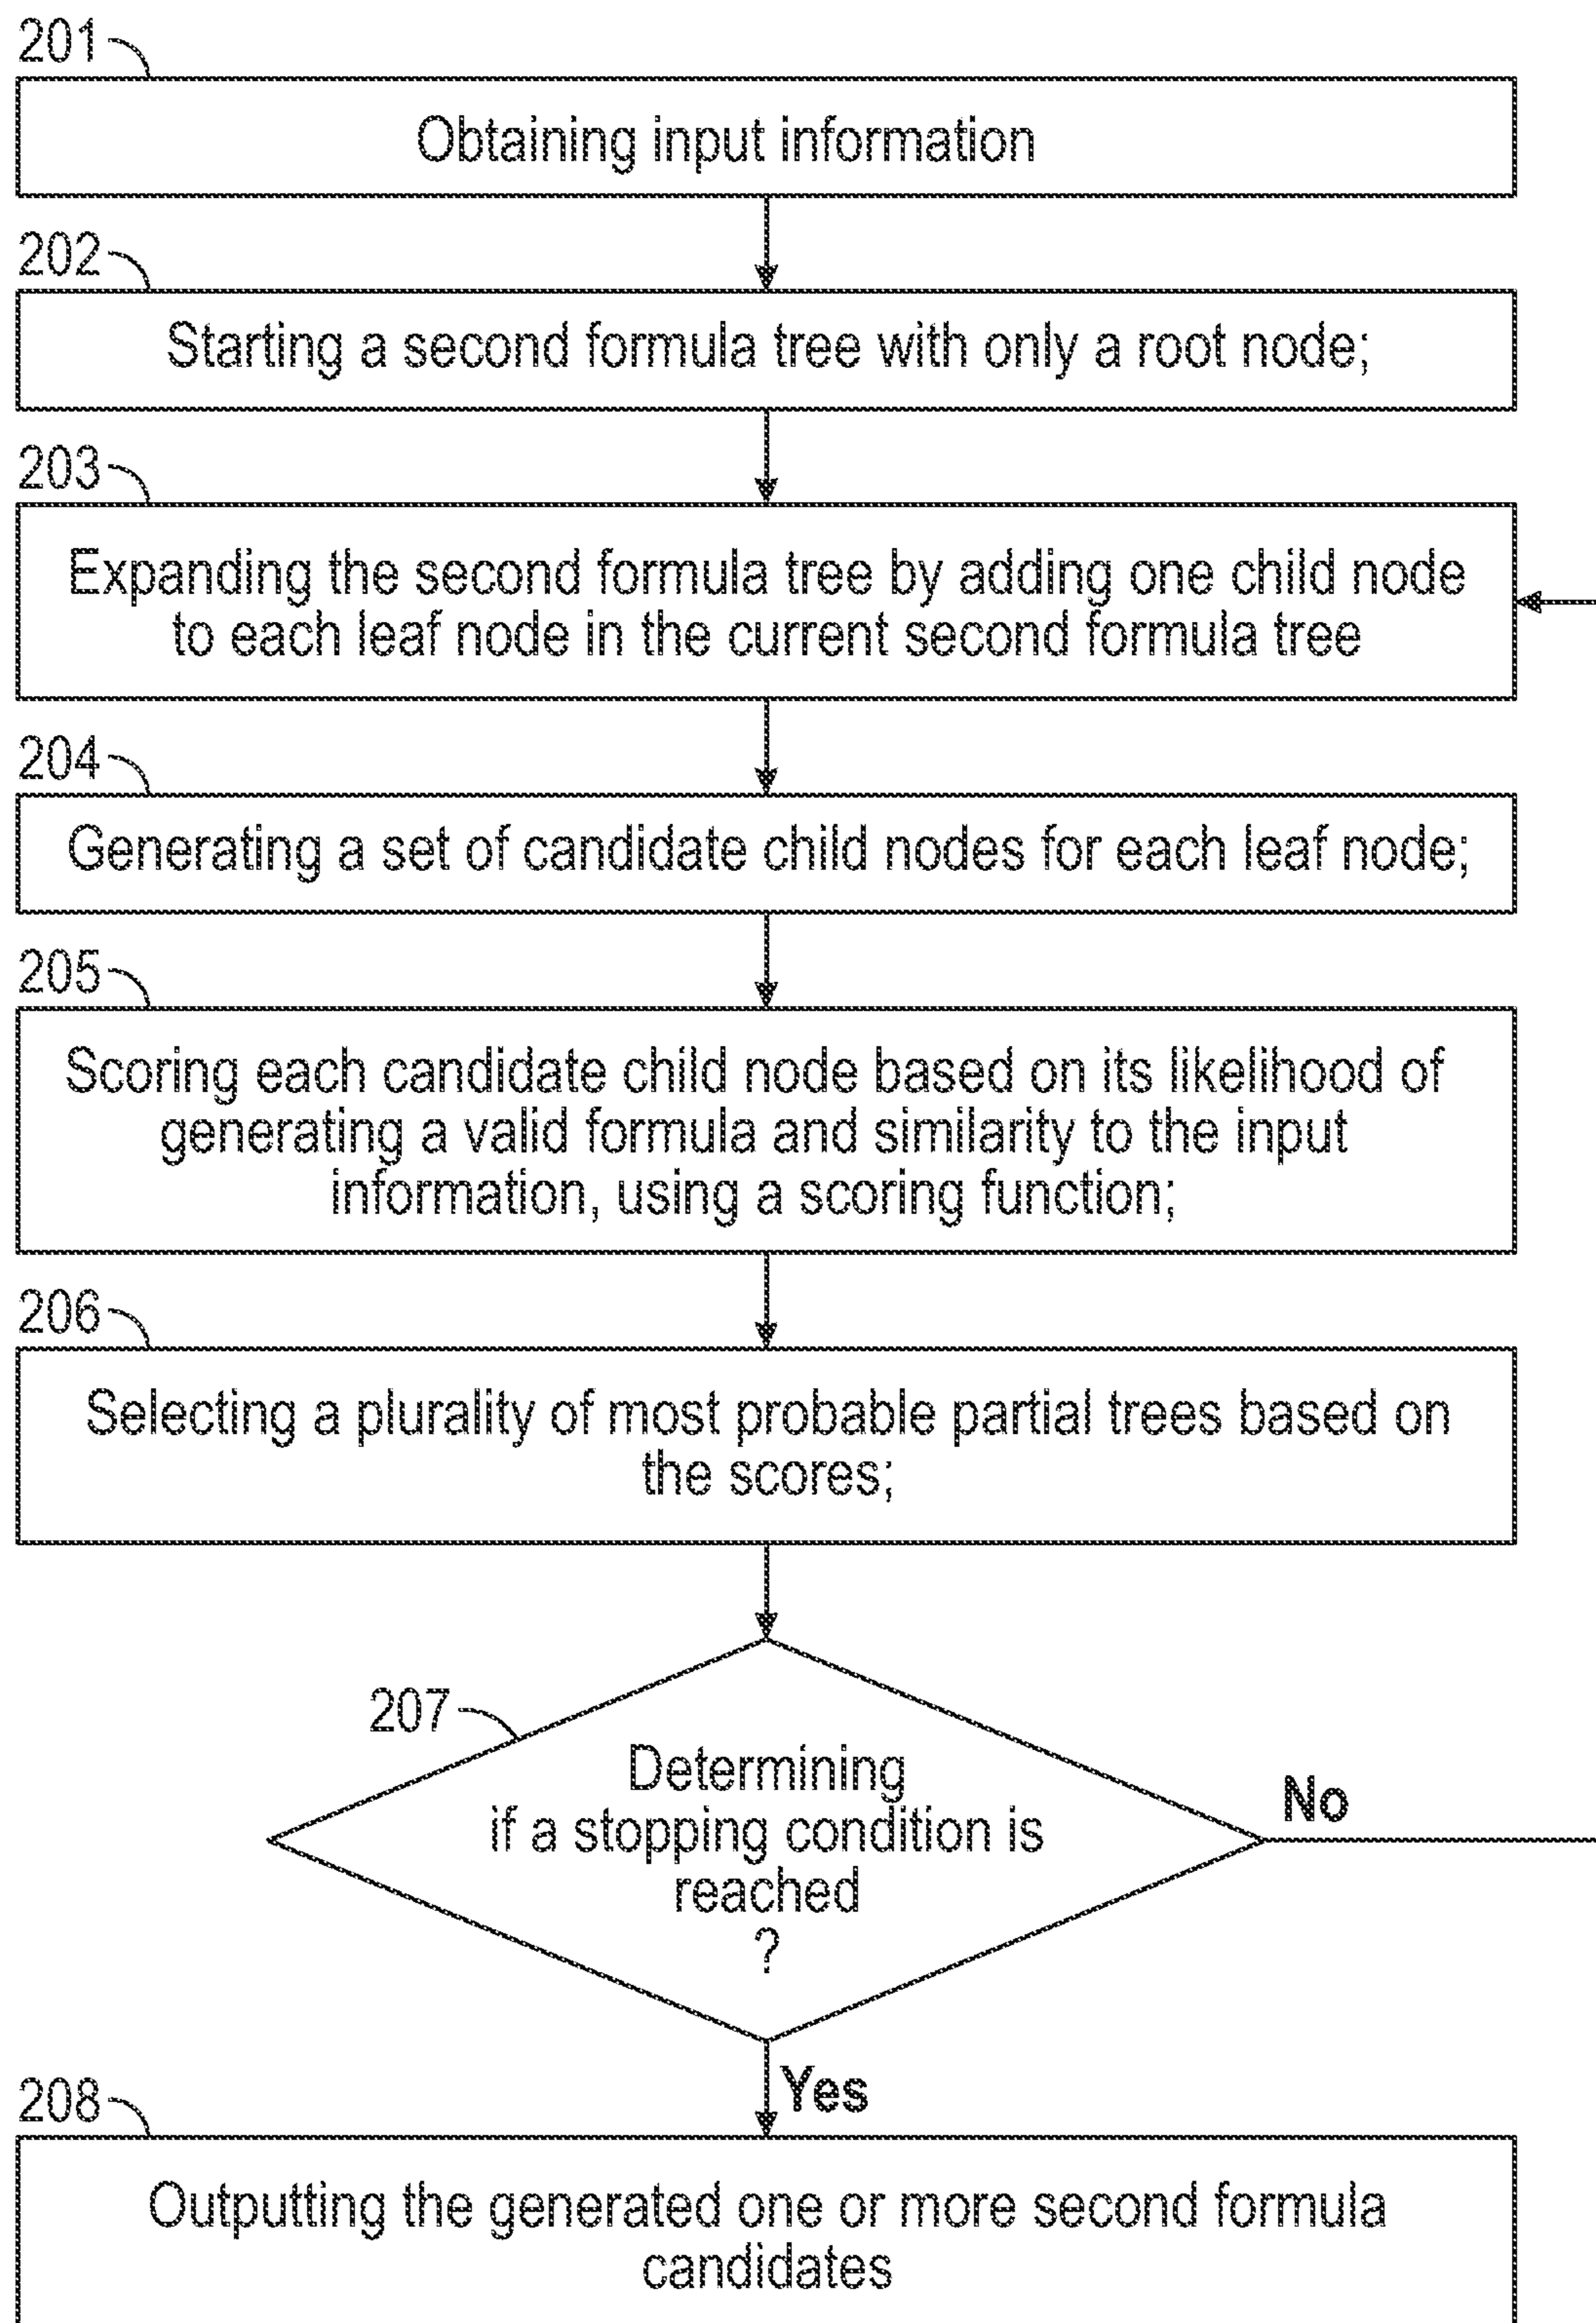 201
Obtaining input information
202
Starting a second formula tree with only a root node;
203
Expanding the second formula tree by adding one child node
to each leaf node in the current second formula tree
204
Generating a set of candidate child nodes for each leaf node;
205
Scoring each candidate child node based on its likelihood of
generating a valid formula and similarity to the input
information, using a scoring function;
206
Selecting a plurality of most probable partial trees based on
the scores;
207
Determining
if a stopping condition is
reached
?
No
Yes
208
Outputting the generated one or more second formula
candidates